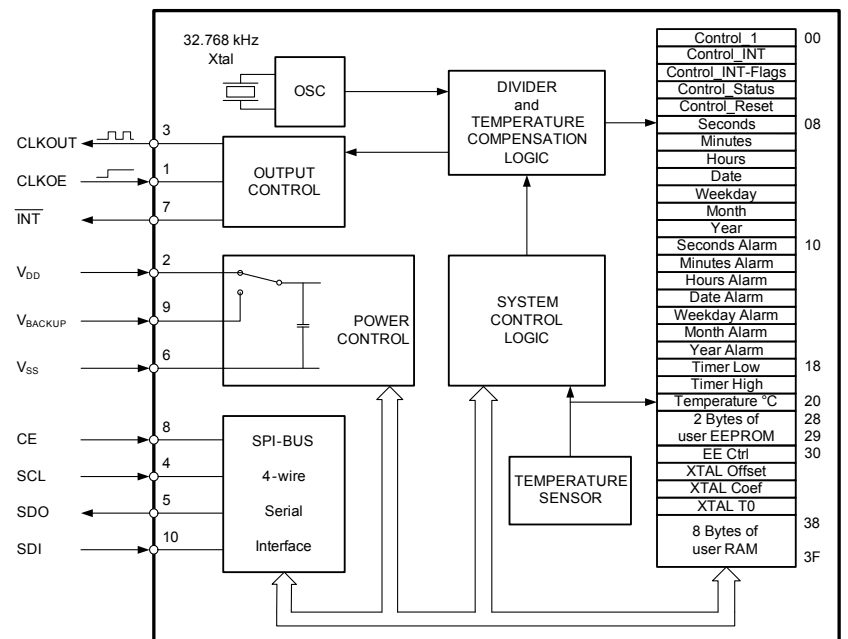 32.768 kHz
Xtal
OSC
DIVIDER
and
TEMPERATURE
COMPENSATION
LOGIC
CLKOUT
3
CLKOE
1
INT
7
OUTPUT
CONTROL
VDD
2
VBACKUP
9
VSS
6
POWER
CONTROL
SYSTEM
CONTROL
LOGIC
CE
8
SCL
4
SDO
5
SDI
10
SPI-BUS
4-wire
Serial
Interface
TEMPERATURE
SENSOR
Control_1 00
Control_INT
Control_INT-Flags
Control_Status
Control_Reset
Seconds 08
Minutes
Hours
Date
Weekday
Month
Year
Seconds Alarm 10
Minutes Alarm
Hours Alarm
Date Alarm
Weekday Alarm
Month Alarm
Year Alarm
Timer Low 18
Timer High
Temperature °C 20
2 Bytes of 28
user EEPROM 29
EE Ctrl 30
XTAL Offset
XTAL Coef
XTAL T0
38
8 Bytes of
user RAM
3F